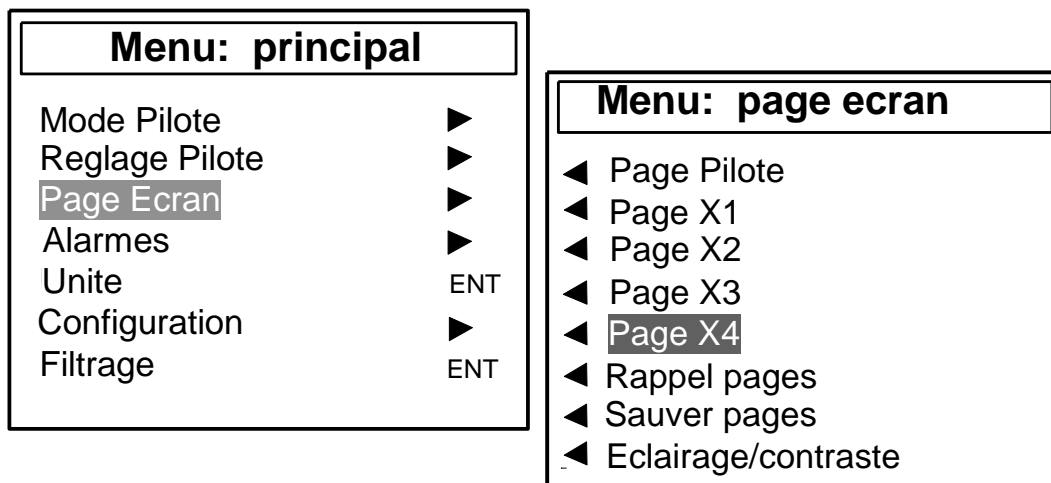 Menu: principal
Mode Pilote
Reglage Pilote
Page Ecran
Alarmes
Unite ENT
Configuration
Filtrage ENT
Menu: page ecran
Page Pilote
Page X1
Page X2
Page X3
Page X4
Rappel pages
Sauver pages
Eclairage/contraste